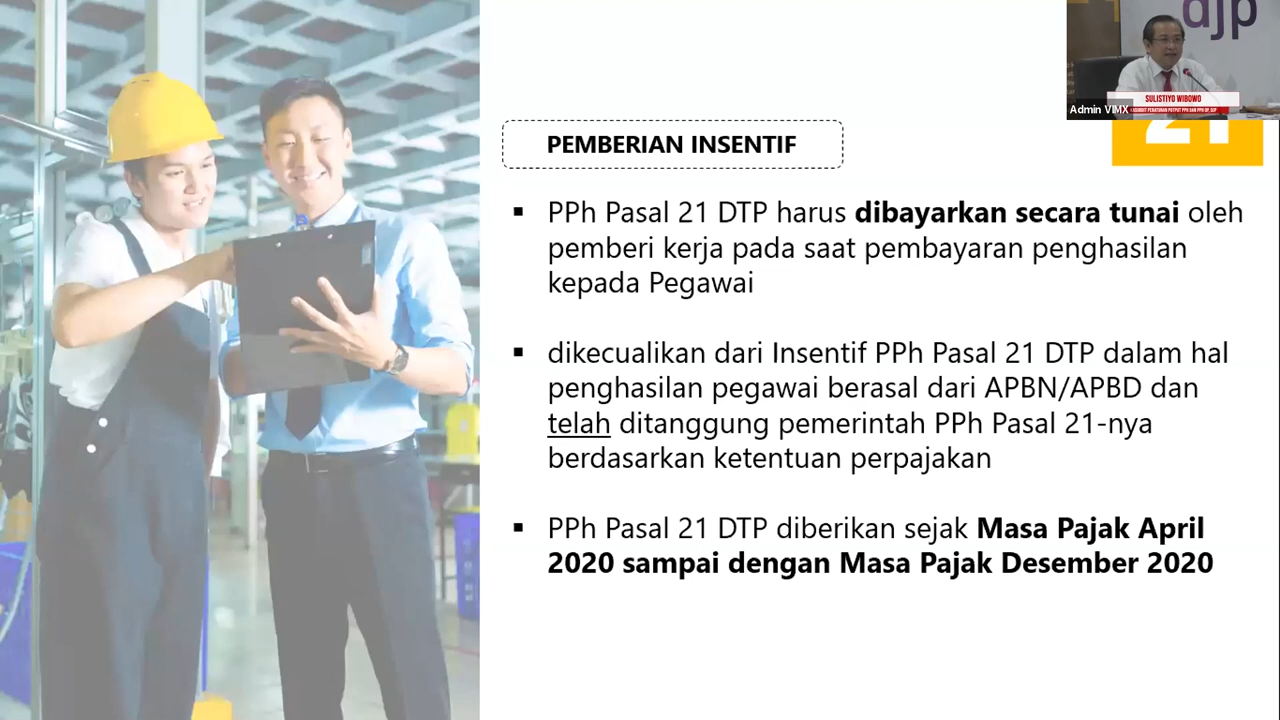 djp
SULISTIYO WIBOWO
Admin VIMX
21
PEMBERIAN INSENTIF
▪ PPh Pasal 21 DTP harus dibayarkan secara tunai oleh
pemberi kerja pada saat pembayaran penghasilan
kepada Pegawai
▪ dikecualikan dari Insentif PPh Pasal 21 DTP dalam hal
penghasilan pegawai berasal dari APBN/APBD dan
telah ditanggung pemerintah PPh Pasal 21-nya
berdasarkan ketentuan perpajakan
▪ PPh Pasal 21 DTP diberikan sejak Masa Pajak April
2020 sampai dengan Masa Pajak Desember 2020